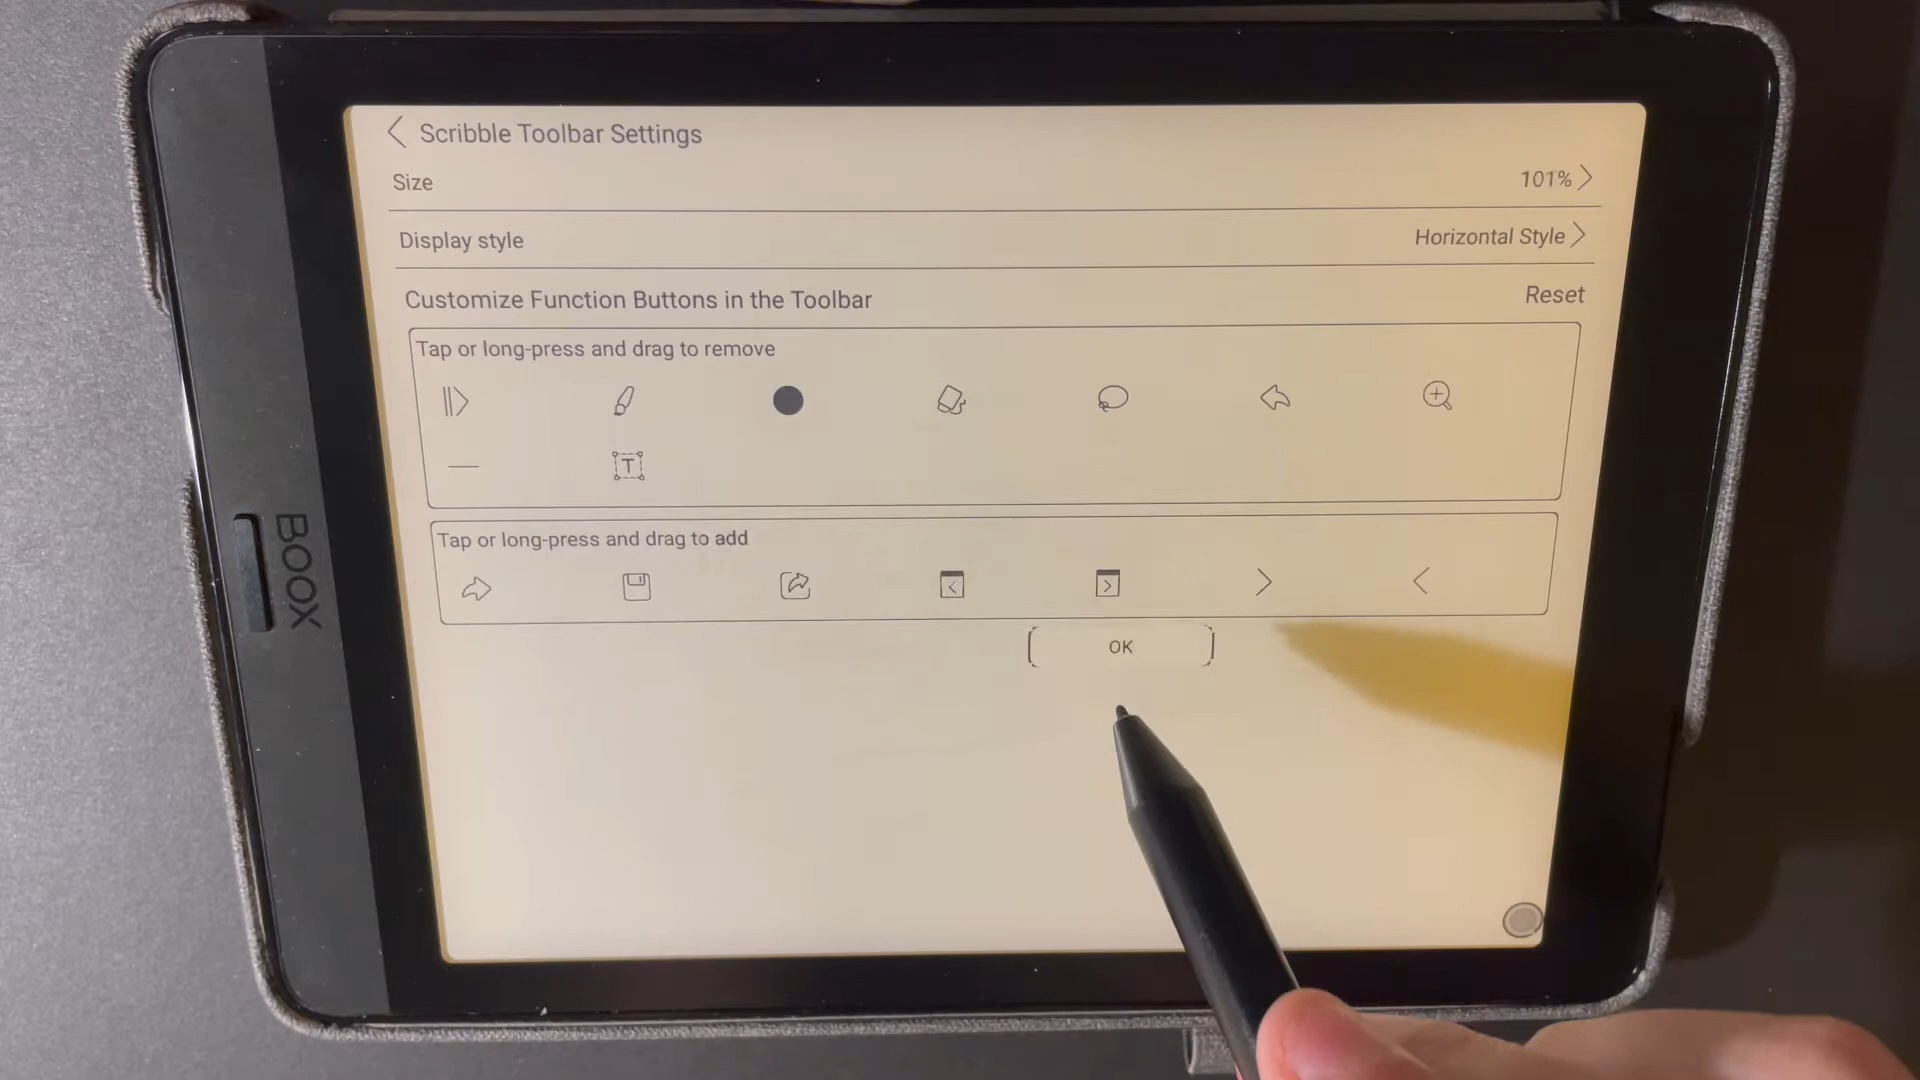 Scribble Toolbar Settings
Size 101%
Display style Horizontal Style
Customize Function Buttons in the Toolbar Reset
Tap or long-press and drag to remove
T
Tap or long-press and drag to add
OK
BOOX